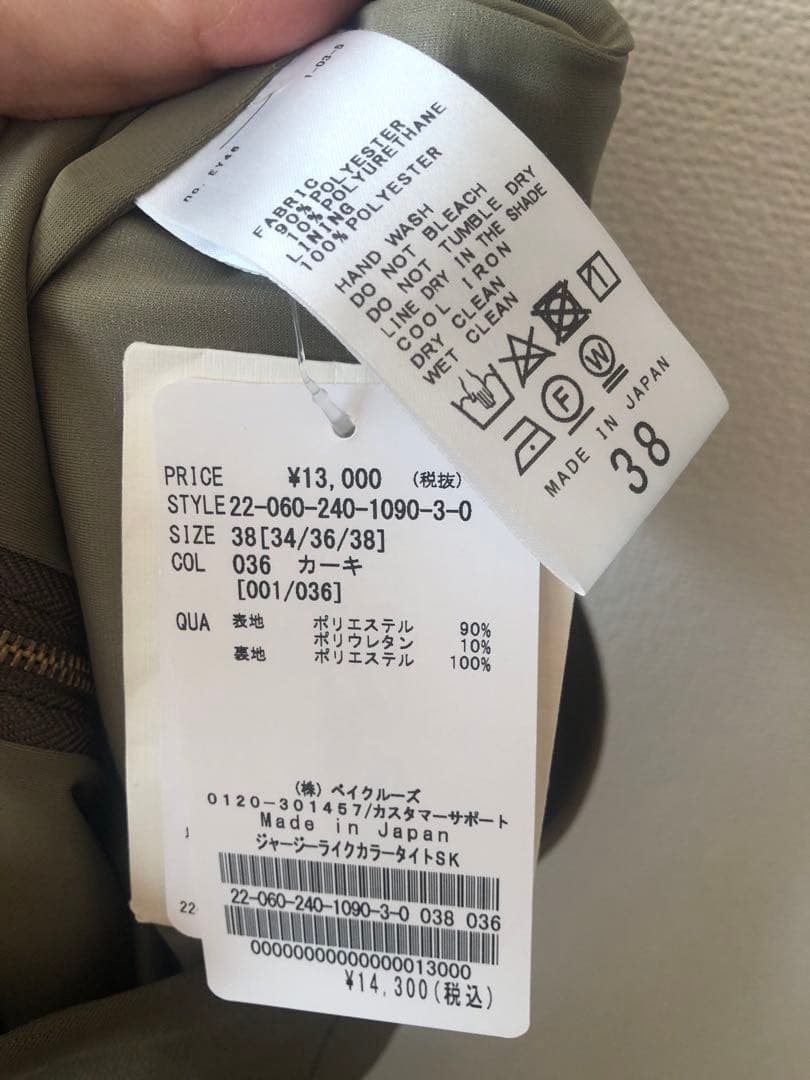 1-03-5
no. EY46
FABRIC
90% POLYESTER
10% POLYURETHANE
LINING
100% POLYESTER
HAND WASH
DO NOT BLEACH
DO NOT TUMBLE DRY
LINE DRY IN THE SHADE
COOL IRON
DRY CLEAN
WET CLEAN
F
W
MADE IN JAPAN
38
PRICE ¥13,000 (税抜)
STYLE 22-060-240-1090-3-0
SIZE 38[34/36/38]
COL 036 カーキ
[001/036]
QUA 表地 ポリエステル 90%
ポリウレタン 10%
裏地 ポリエステル 100%
(株) ベイクルーズ
0120-301457/カスタマーサポート
Made in Japan
ジャージーライクカラータイトSK
22-060-240-1090-3-0 038 036
00000000000000013000
¥14,300(税込)
22